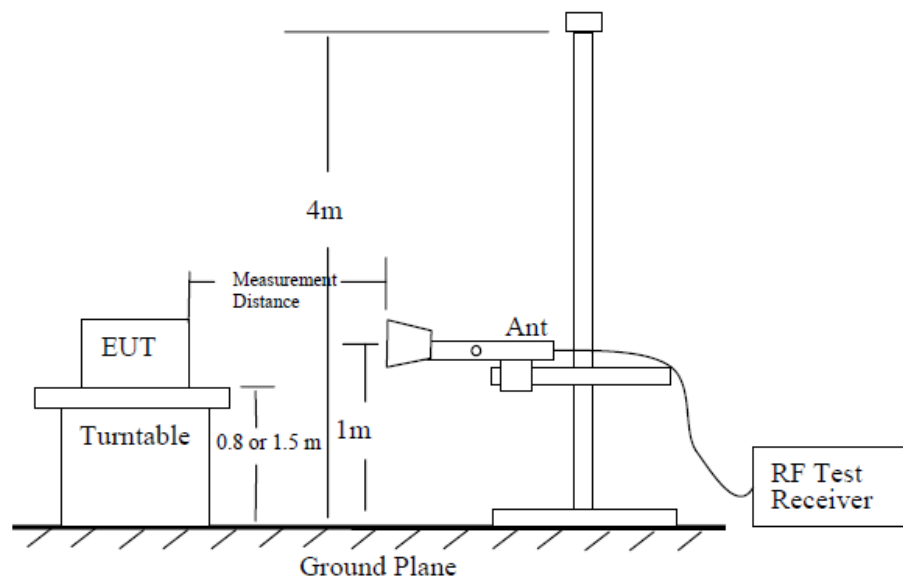 4m
Measurement
Distance
Ant
EUT
Turntable
0.8 or 1.5 m
1m
RF Test
Receiver
Ground Plane